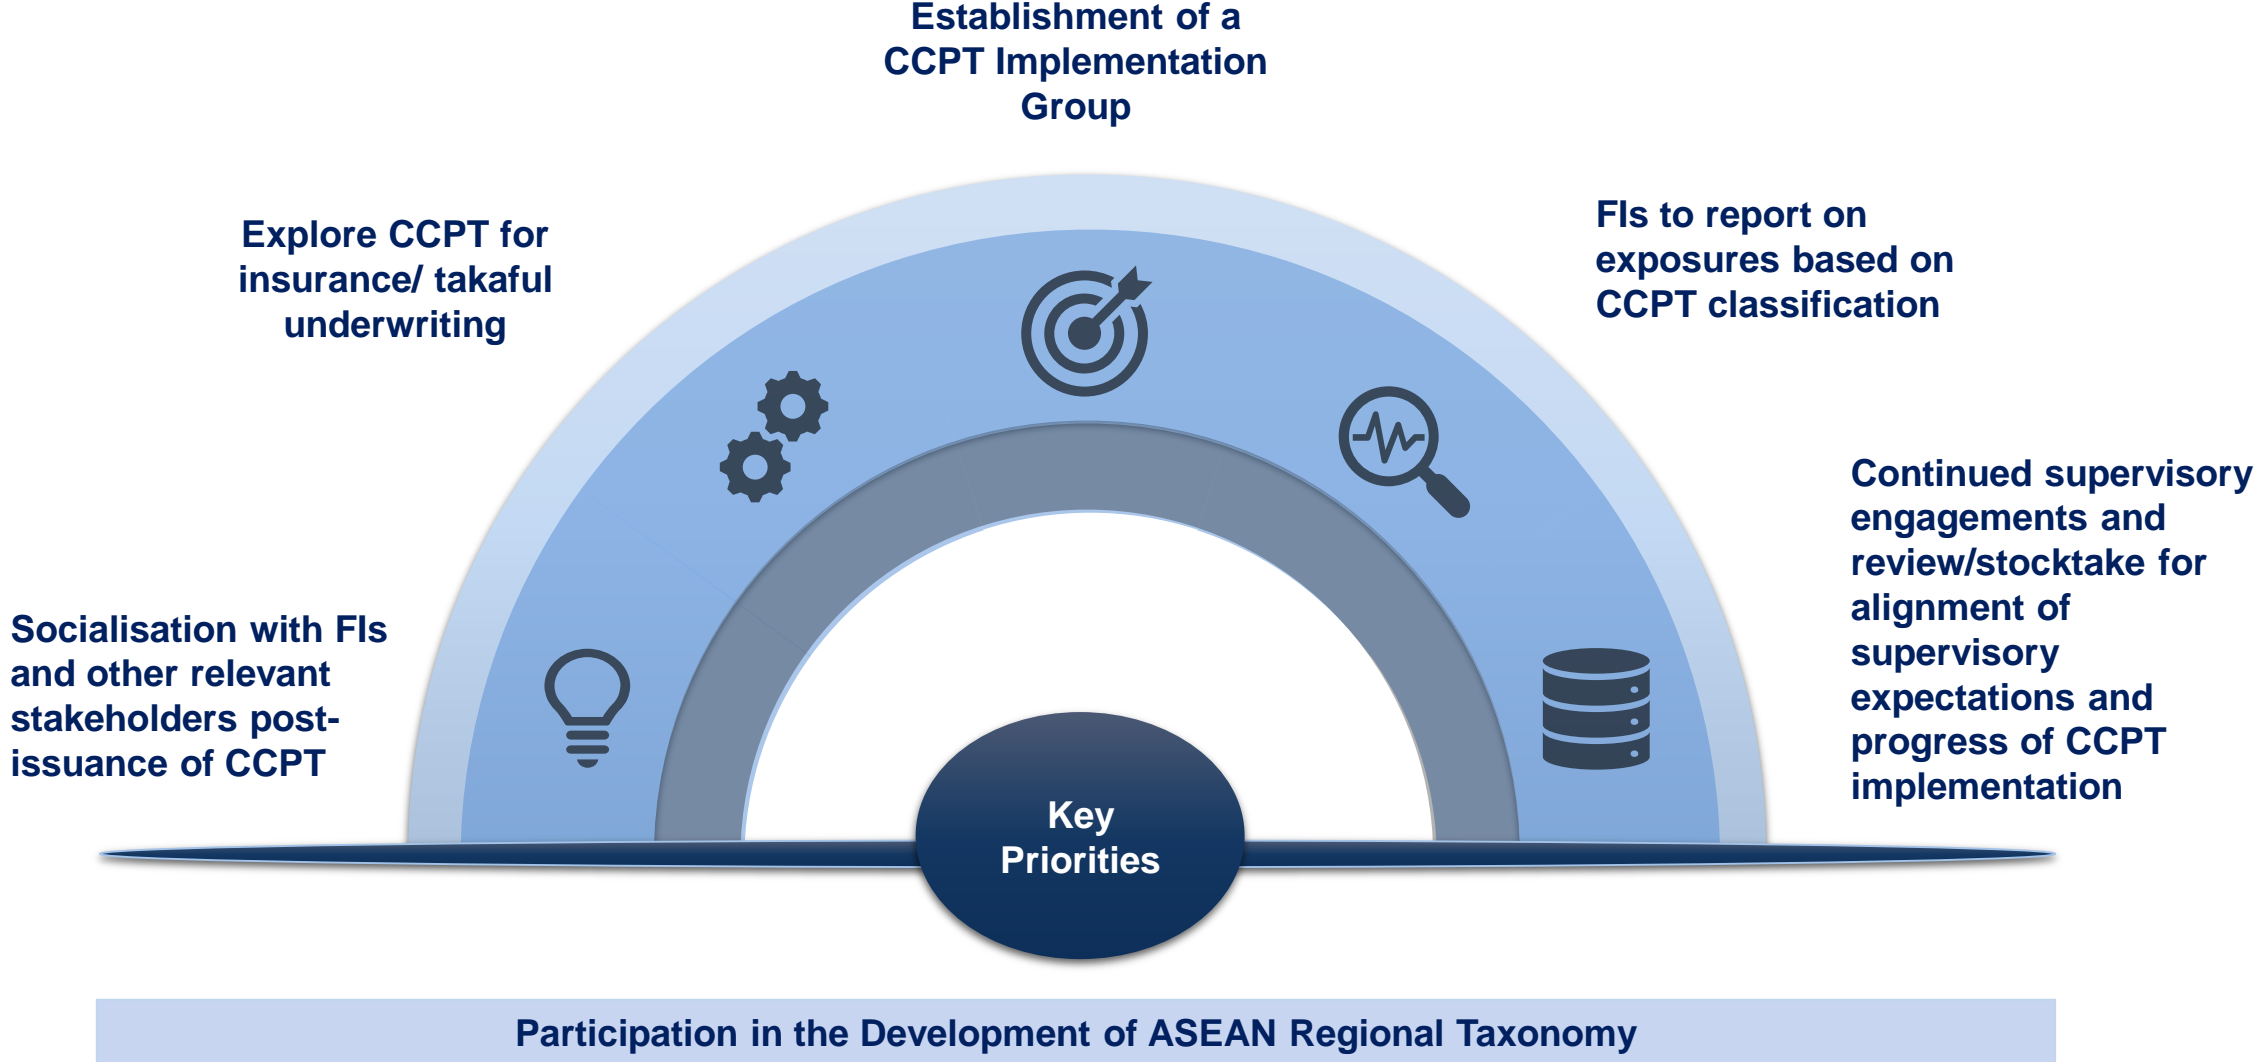 Establishment of a
CCPT Implementation
Group
Explore CCPT for
insurance/ takaful
underwriting
FIs to report on
exposures based on
CCPT classification
Socialisation with FIs
and other relevant
stakeholders post-
issuance of CCPT
Continued supervisory
engagements and
review/stocktake for
alignment of
supervisory
expectations and
progress of CCPT
implementation
Key
Priorities
Participation in the Development of ASEAN Regional Taxonomy